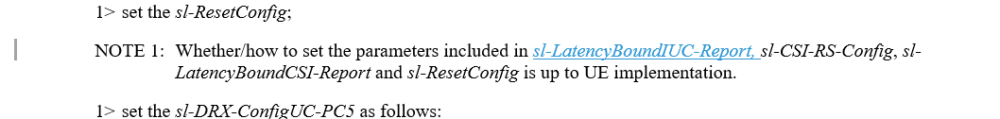 1> set the sl-ResetConfig;
NOTE 1: Whether/how to set the parameters included in sl-LatencyBoundIUC-Report, sl-CSI-RS-Config, sl-
LatencyBoundCSI-Report and sl-ResetConfig is up to UE implementation.
1> set the sl-DRX-ConfigUC-PC5 as follows: